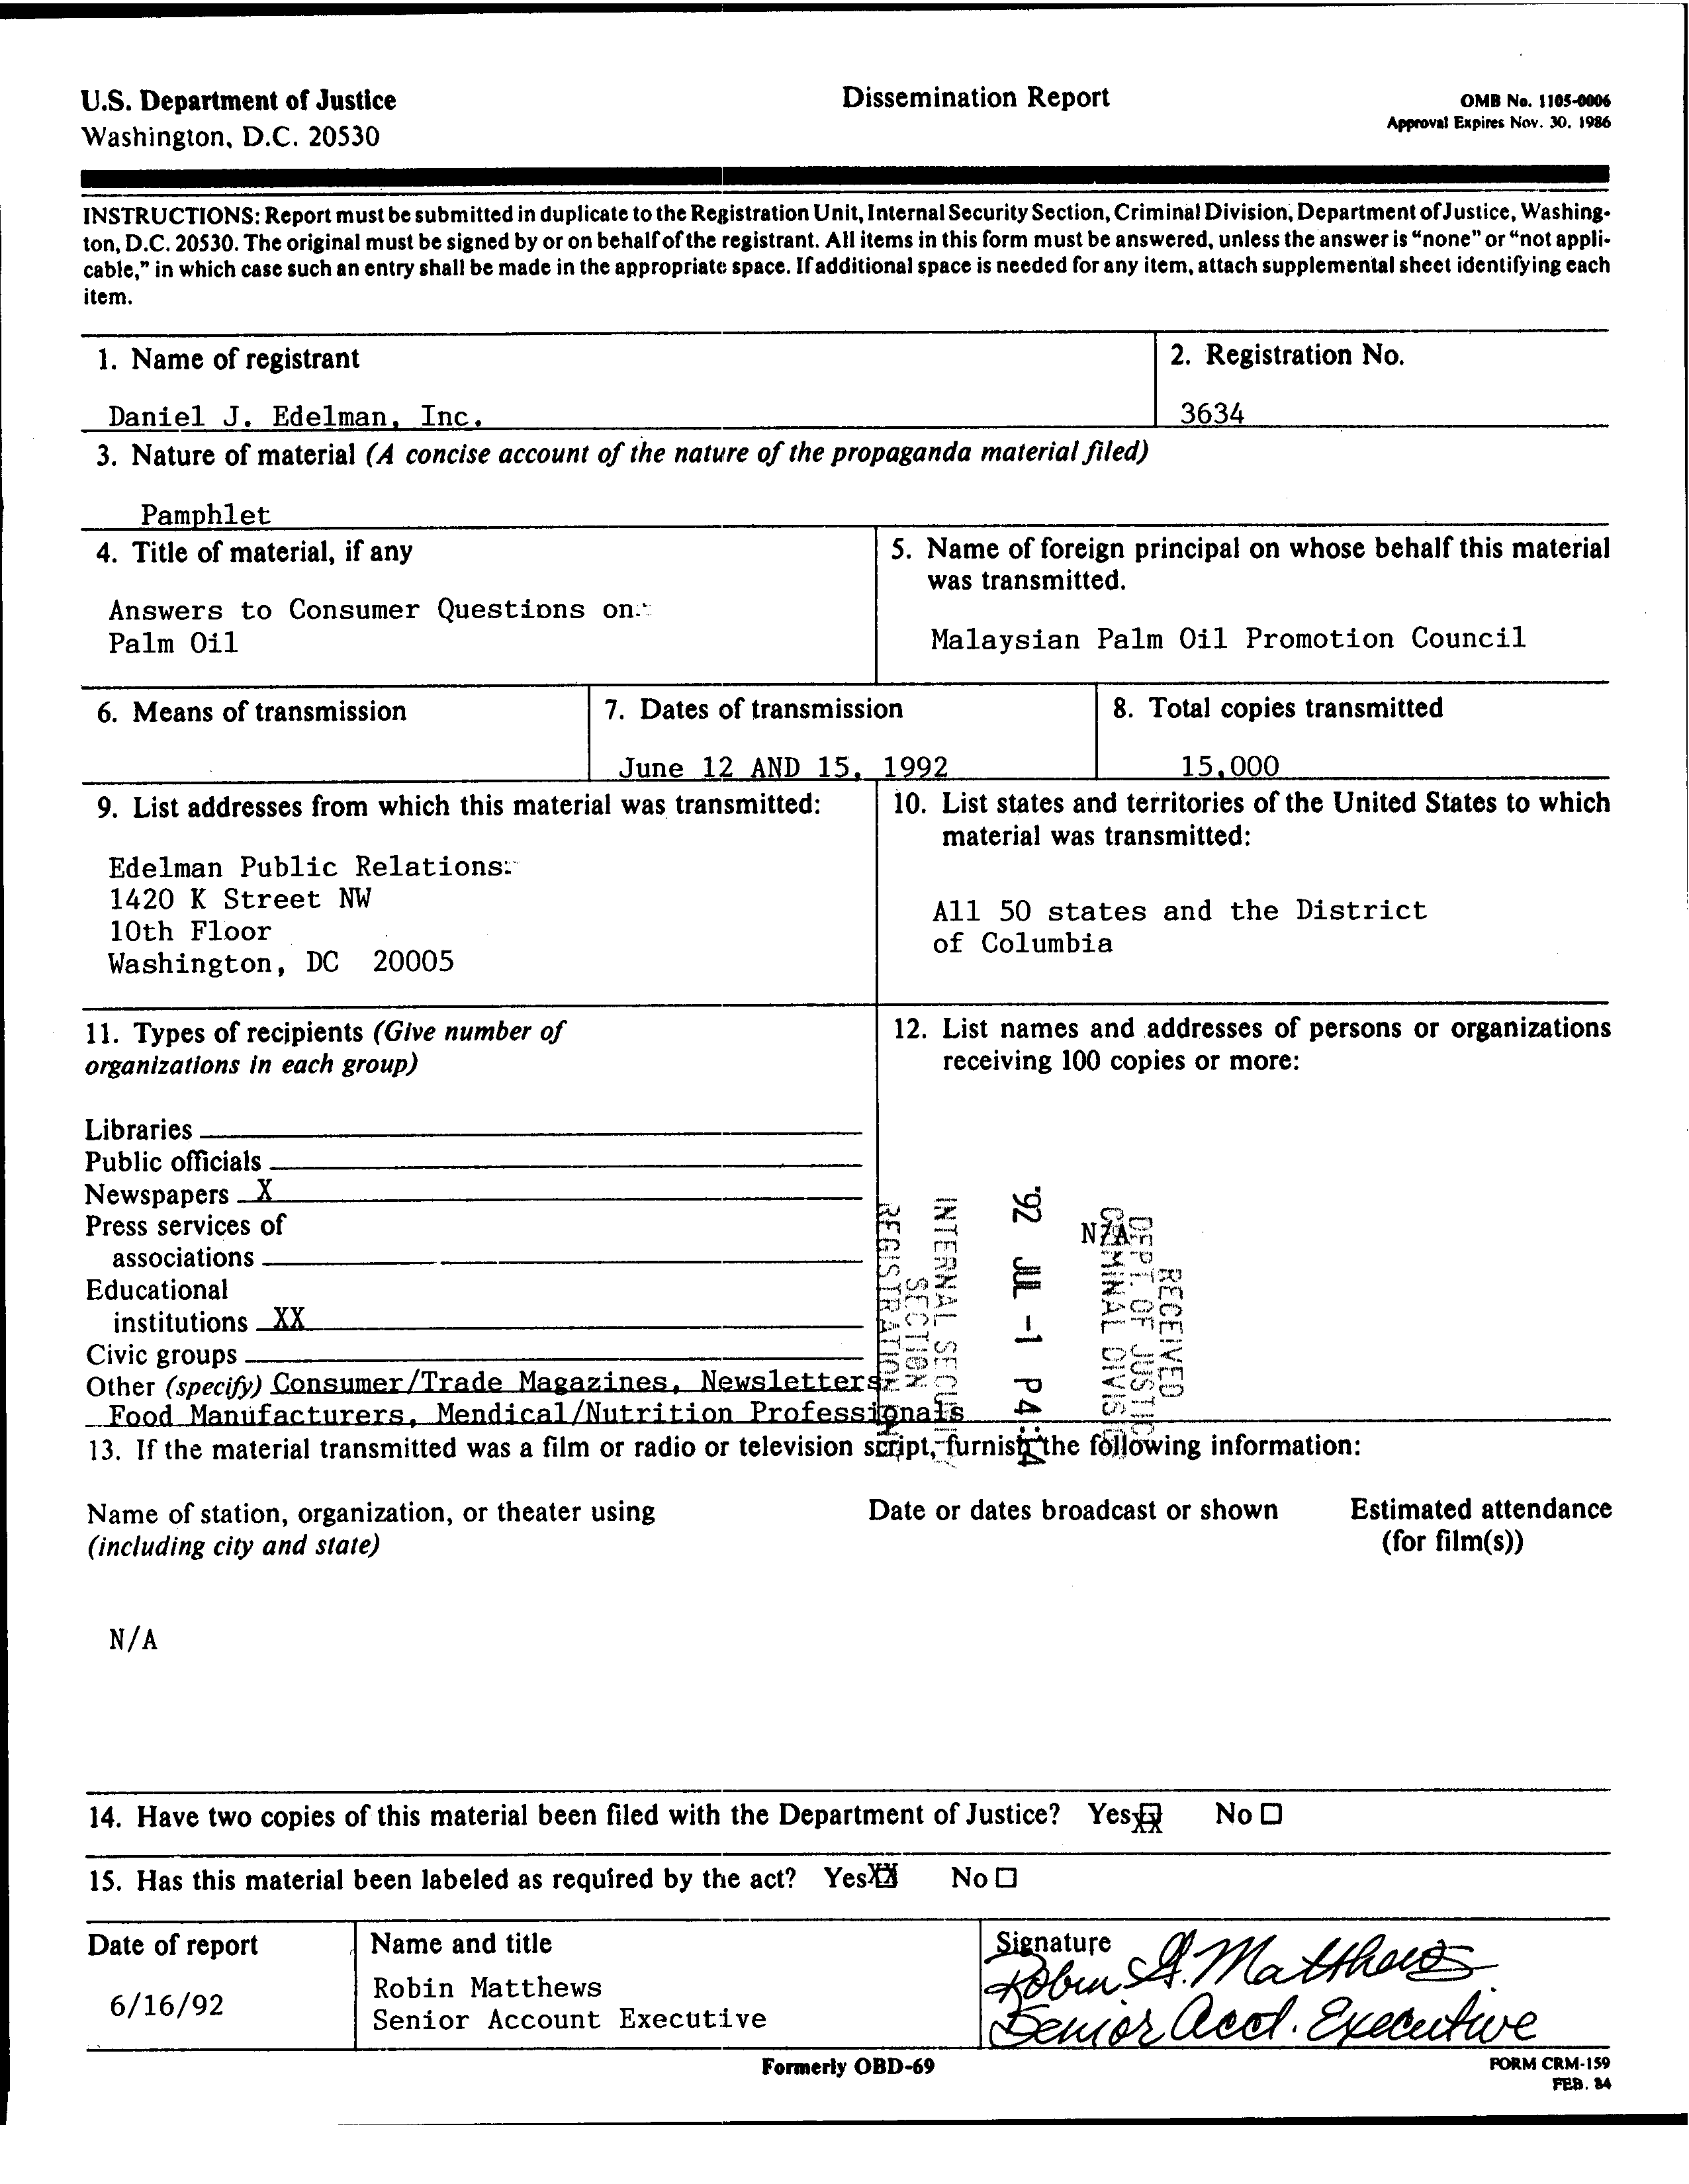 U.S. Department of Justice
Washington, D.C. 20530
Dissemination Report
OMB No. 1105-0006
Approval Expires Nov. 30, 1986
INSTRUCTIONS: Report must be submitted in duplicate to the Registration Unit, Internal Security Section, Criminal Division, Department of Justice, Washing-
ton, D.C. 20530. The original must be signed by or on behalf of the registrant. All items in this form must be answered, unless the answer is “none” or “not appli-
cable,” in which case such an entry shall be made in the appropriate space. If additional space is needed for any item, attach supplemental sheet identifying each
item.
1. Name of registrant
Daniel J. Edelman, Inc.
2. Registration No.
3634
3. Nature of material (A concise account of the nature of the propaganda material filed)
Pamphlet
4. Title of material, if any
Answers to Consumer Questions on
Palm Oil
5. Name of foreign principal on whose behalf this material
was transmitted.
Malaysian Palm Oil Promotion Council
6. Means of transmission
7. Dates of transmission
June 12 AND 15, 1992
8. Total copies transmitted
15,000
9. List addresses from which this material was transmitted:
Edelman Public Relations
1420 K Street NW
10th Floor
Washington, DC 20005
10. List states and territories of the United States to which
material was transmitted:
All 50 states and the District
of Columbia
11. Types of recipients (Give number of
organizations in each group)
Libraries
Public officials
Newspapers X
Press services of
associations
Educational
institutions XX
Civic groups
Other (specify) Consumer/Trade Magazines, Newsletters
Food Manufacturers, Mendical/Nutrition Professionals
12. List names and addresses of persons or organizations
receiving 100 copies or more:
N/A
RECEIVED
DEPT. OF JUSTICE
CRIMINAL DIVISION
'92 JUL -1 P4:14
INTERNAL SECURITY
SECTION
REGISTRATION UNIT
13. If the material transmitted was a film or radio or television script, furnish the following information:
Name of station, organization, or theater using
(including city and state)
Date or dates broadcast or shown
Estimated attendance
(for film(s))
N/A
14. Have two copies of this material been filed with the Department of Justice? Yes XX No
15. Has this material been labeled as required by the act? Yes XX No
Date of report
6/16/92
Name and title
Robin Matthews
Senior Account Executive
Signature
Robin A. Matthews
Senior Acct. Executive
Formerly OBD-69
FORM CRM-159
FEB. 84